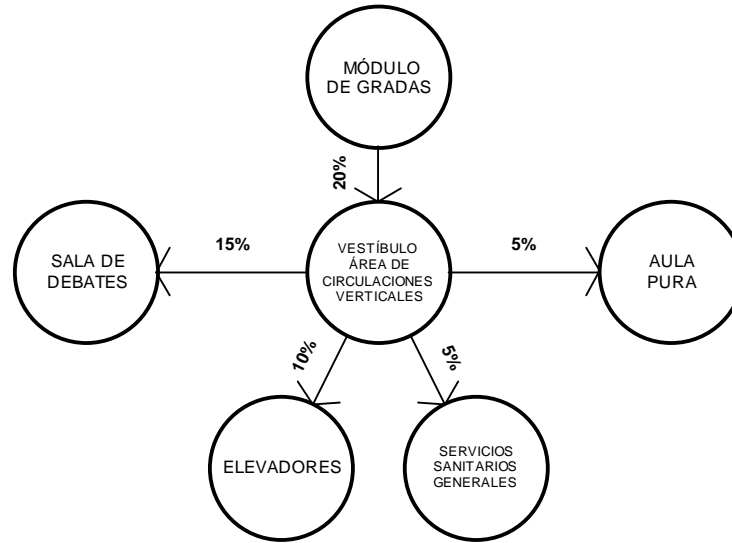 MÓDULO
DE GRADAS
20%
15%
5%
SALA DE
DEBATES
VESTÍBULO
ÁREA DE
CIRCULACIONES
VERTICALES
AULA
PURA
10%
5%
ELEVADORES
SERVICIOS
SANITARIOS
GENERALES